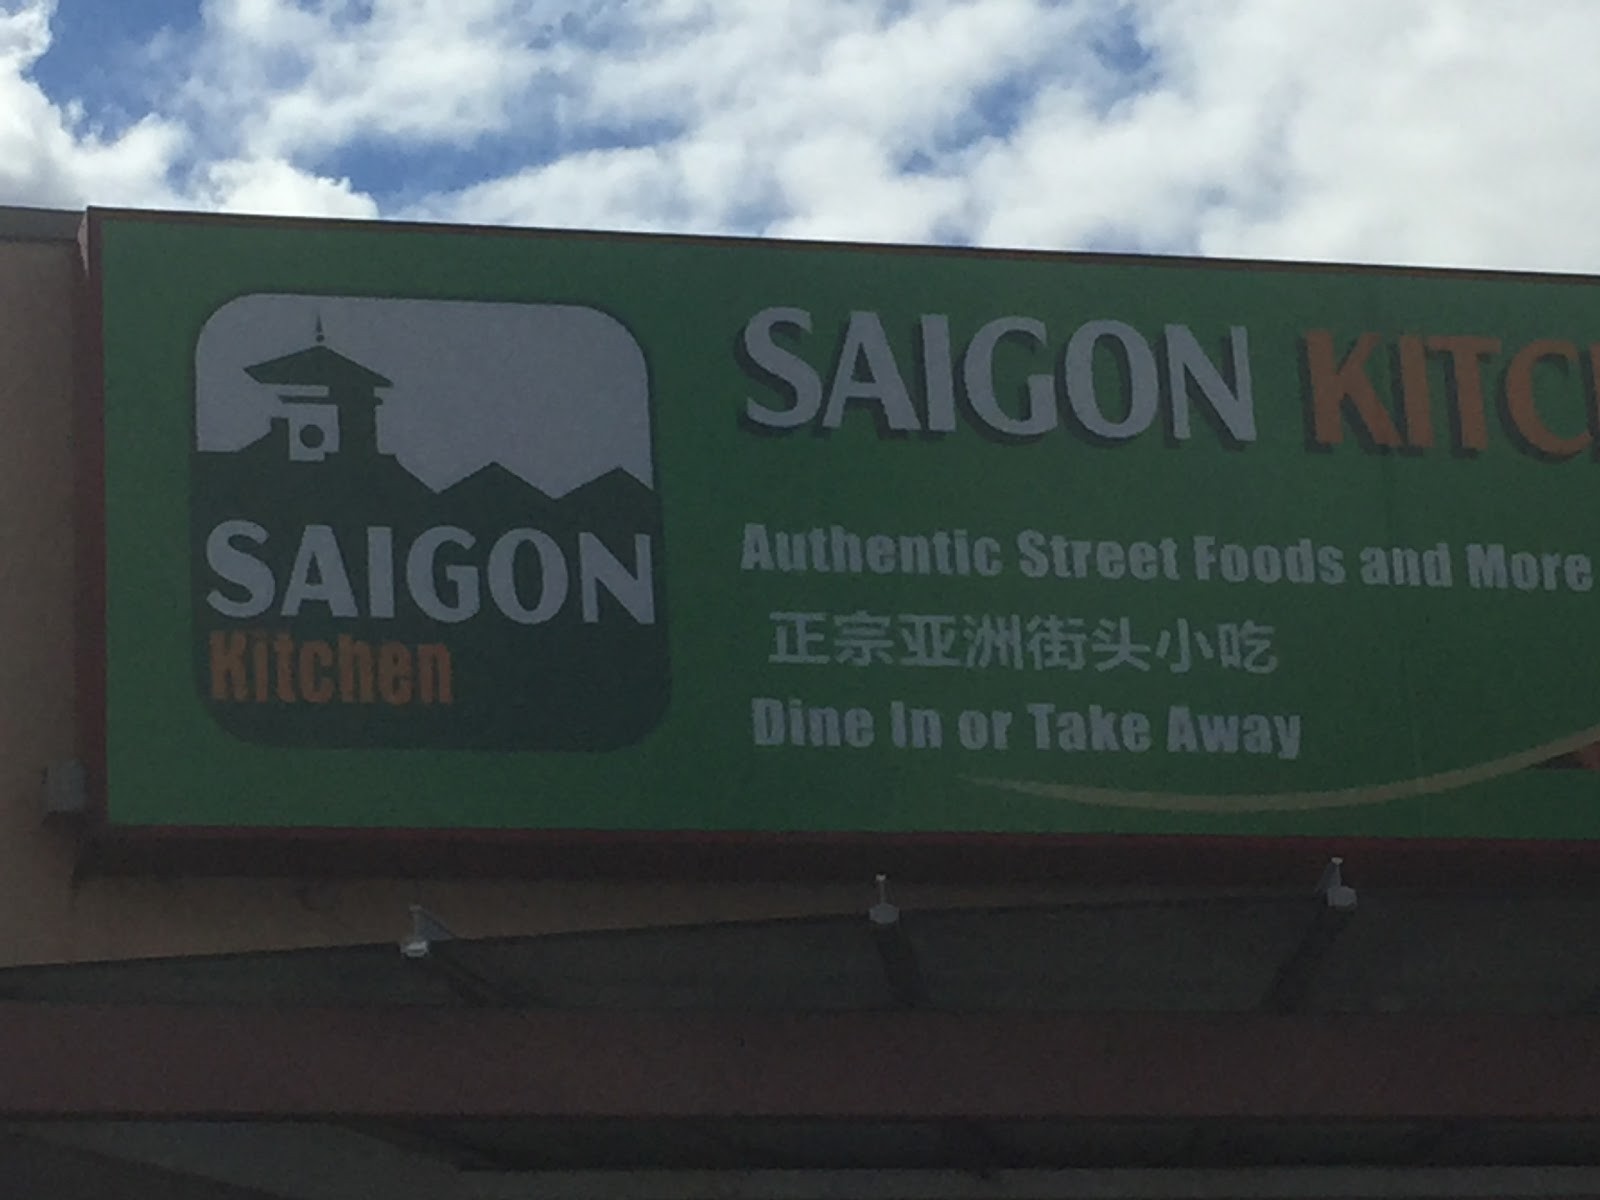 SAIGON
Kitchen
SAIGON KITC
Authentic Street Foods and More
正宗亚洲街头小吃
Dine In or Take Away